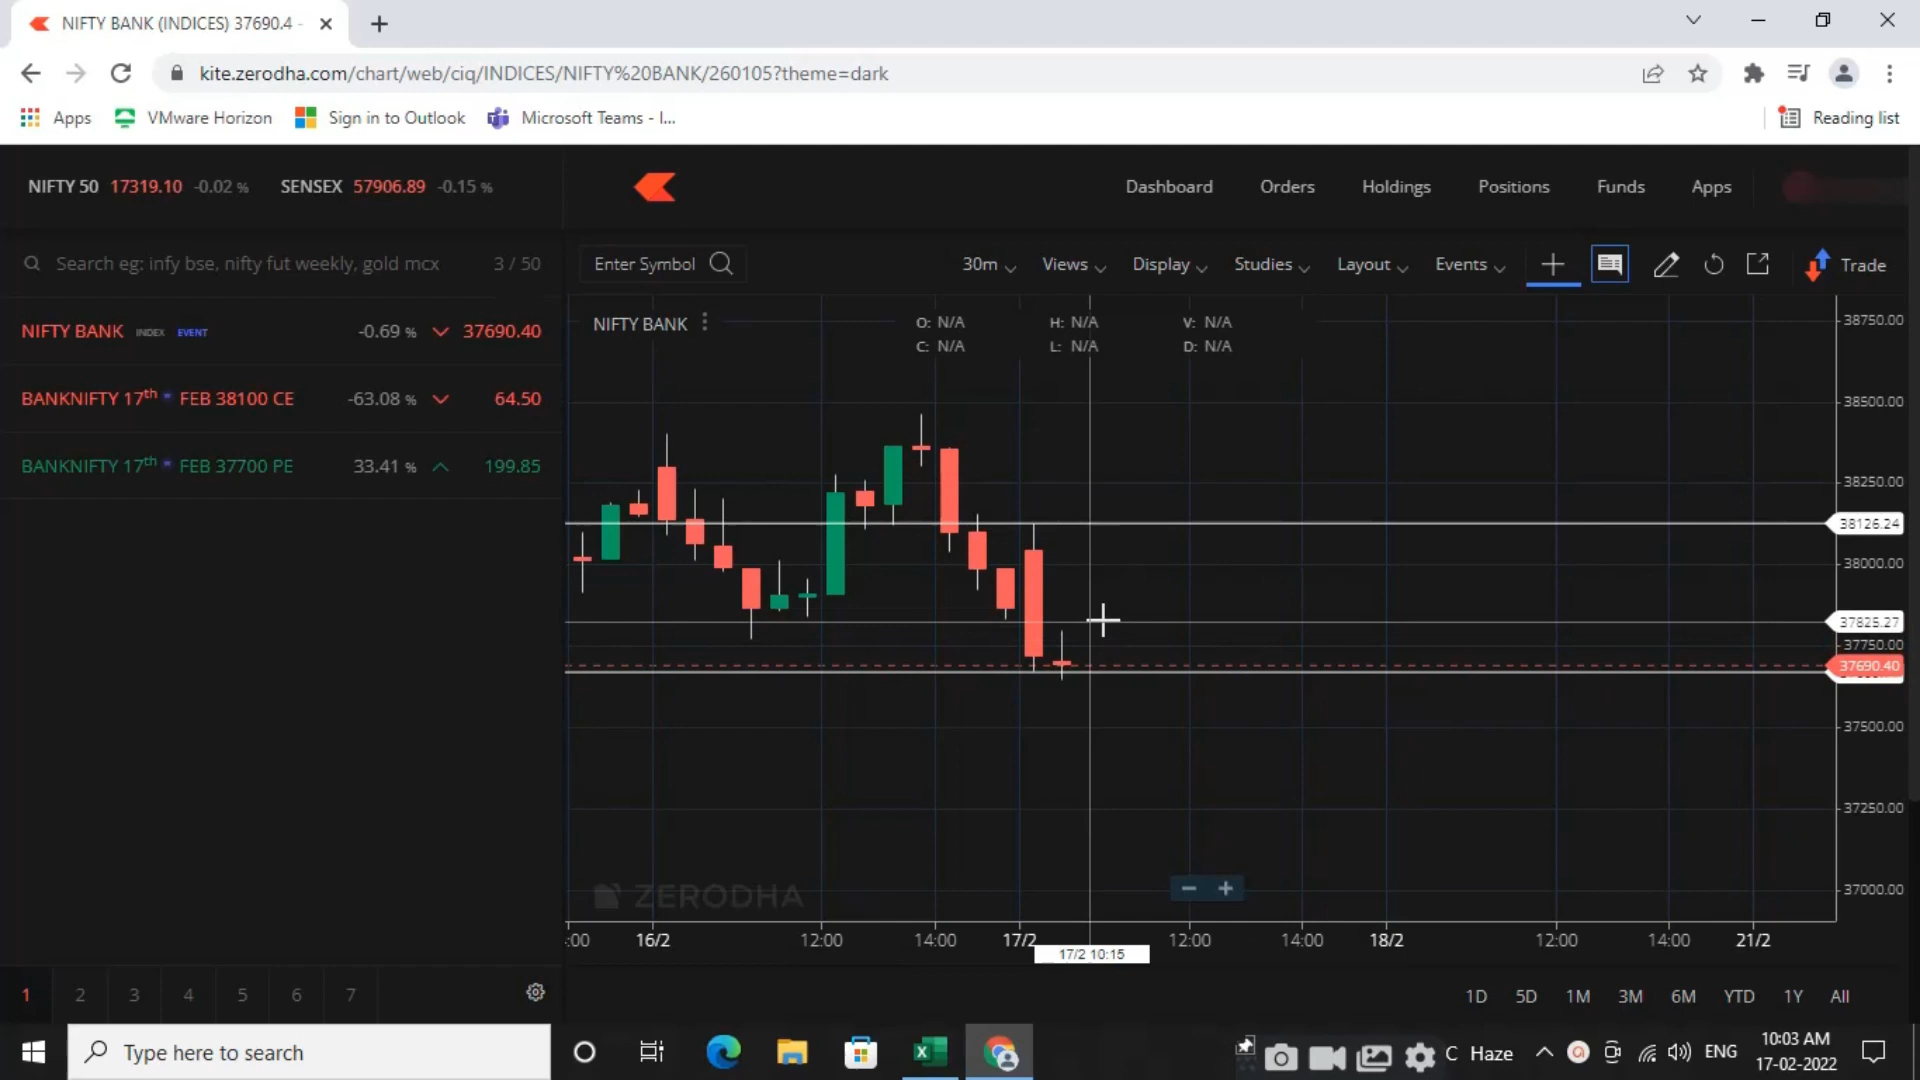 NIFTY BANK (INDICES) 37690.4 -
kite.zerodha.com/chart/web/ciq/INDICES/NIFTY%20BANK/260105?theme=dark
Apps VMware Horizon Sign in to Outlook Microsoft Teams - I... Reading list
NIFTY 50 17319.10 -0.02 % SENSEX 57906.89 -0.15 %
Dashboard Orders Holdings Positions Funds Apps
Search eg: infy bse, nifty fut weekly, gold mcx 3 / 50
Enter Symbol 30m Views Display Studies Layout Events Trade
NIFTY BANK INDEX EVENT -0.69 % 37690.40
BANKNIFTY 17th FEB 38100 CE -63.08 % 64.50
BANKNIFTY 17th FEB 37700 PE 33.41 % 199.85
NIFTY BANK
O: N/A H: N/A V: N/A
C: N/A L: N/A D: N/A
38750.00
38500.00
38250.00
38126.24
38000.00
37825.27
37750.00
37690.40
37500.00
37250.00
37000.00
ZERODHA
:00 16/2 12:00 14:00 17/2 12:00 14:00 18/2 12:00 14:00 21/2
17/2 10:15
1 2 3 4 5 6 7
1D 5D 1M 3M 6M YTD 1Y All
Type here to search
C Haze
ENG
10:03 AM
17-02-2022